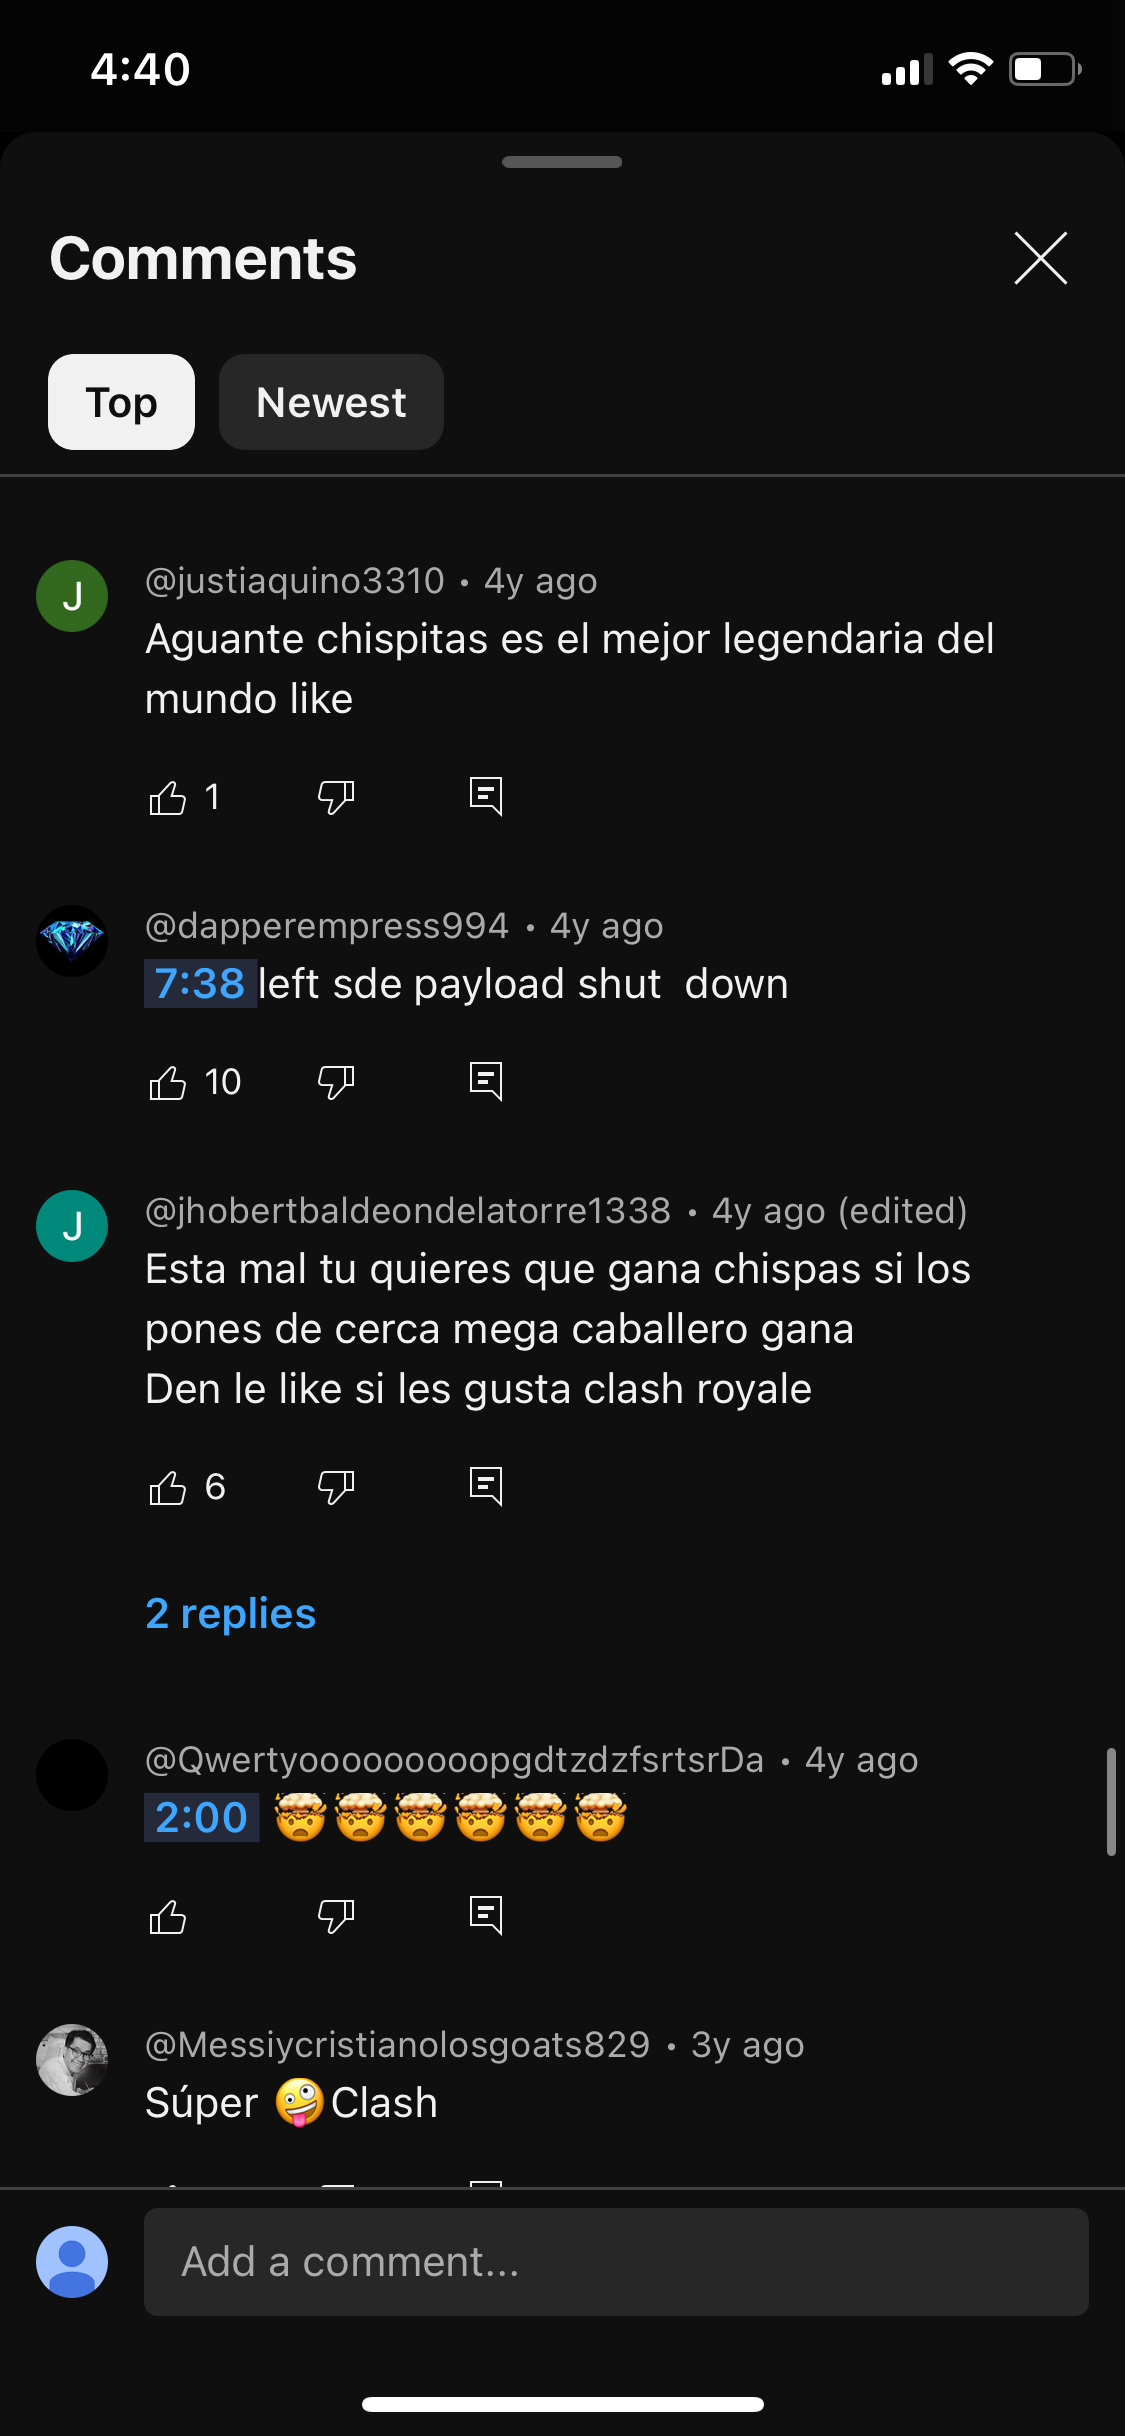 4:40
Comments
Top
Newest
J
@justiaquino3310 • 4y ago
Aguante chispitas es el mejor legendaria del
mundo like
1
@dapperempress994 • 4y ago
7:38 left sde payload shut  down
10
J
@jhobertbaldeondelatorre1338 • 4y ago (edited)
Esta mal tu quieres que gana chispas si los
pones de cerca mega caballero gana
Den le like si les gusta clash royale
6
2 replies
@QwertyooooooooopgdtzdzfsrtsrDa • 4y ago
2:00 🤯🤯🤯🤯🤯🤯
@Messiycristianolosgoats829 • 3y ago
Súper 🤪Clash
Add a comment...